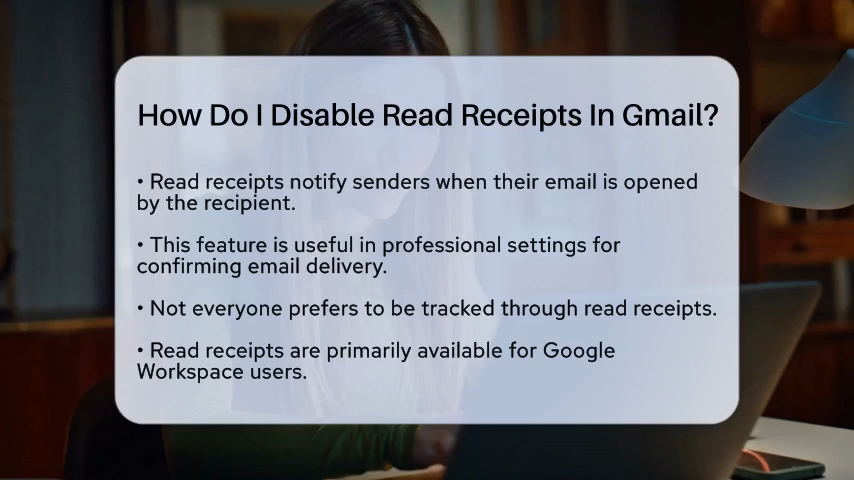 How Do I Disable Read Receipts In Gmail?
• Read receipts notify senders when their email is opened
by the recipient.
• This feature is useful in professional settings for
confirming email delivery.
• Not everyone prefers to be tracked through read receipts.
• Read receipts are primarily available for Google
Workspace users.